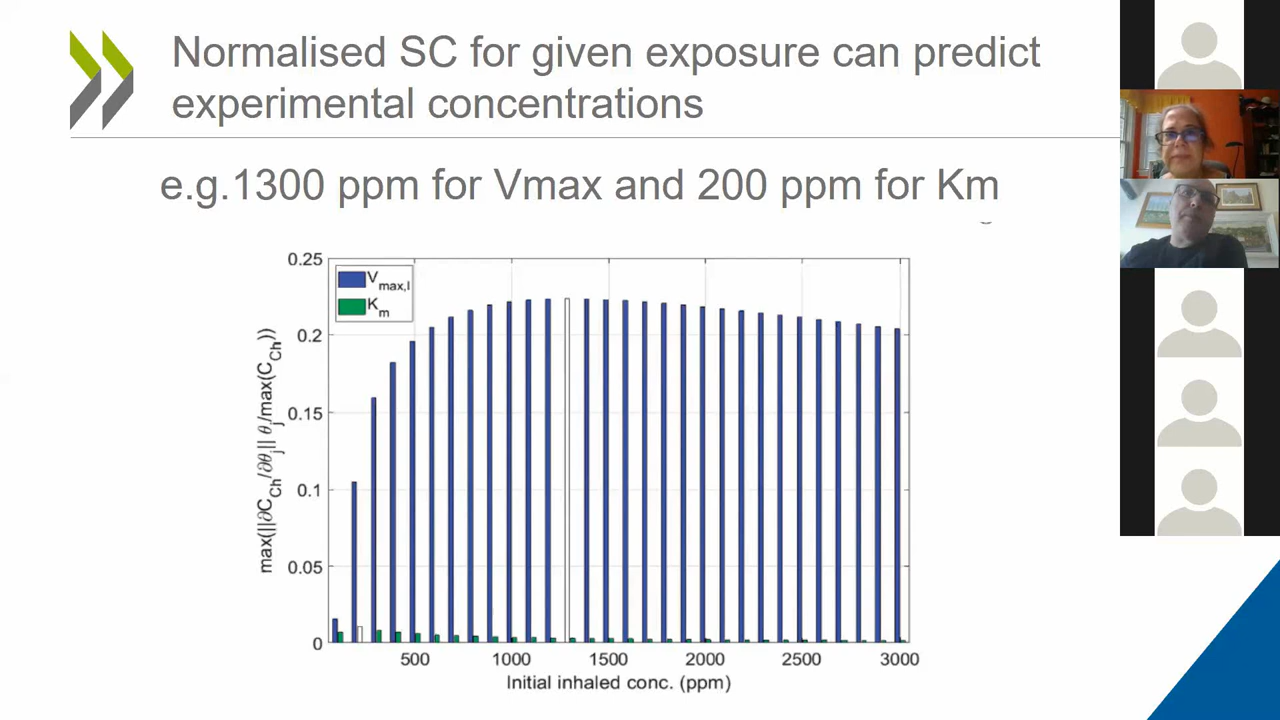 Normalised SC for given exposure can predict
experimental concentrations
e.g.1300 ppm for Vmax and 200 ppm for Km
max(||∂C_Ch/∂θ_j|| θ_j/max(C_Ch))
0.25
0.2
0.15
0.1
0.05
0
V_max,l
K_m
500 1000 1500 2000 2500 3000
Initial inhaled conc. (ppm)